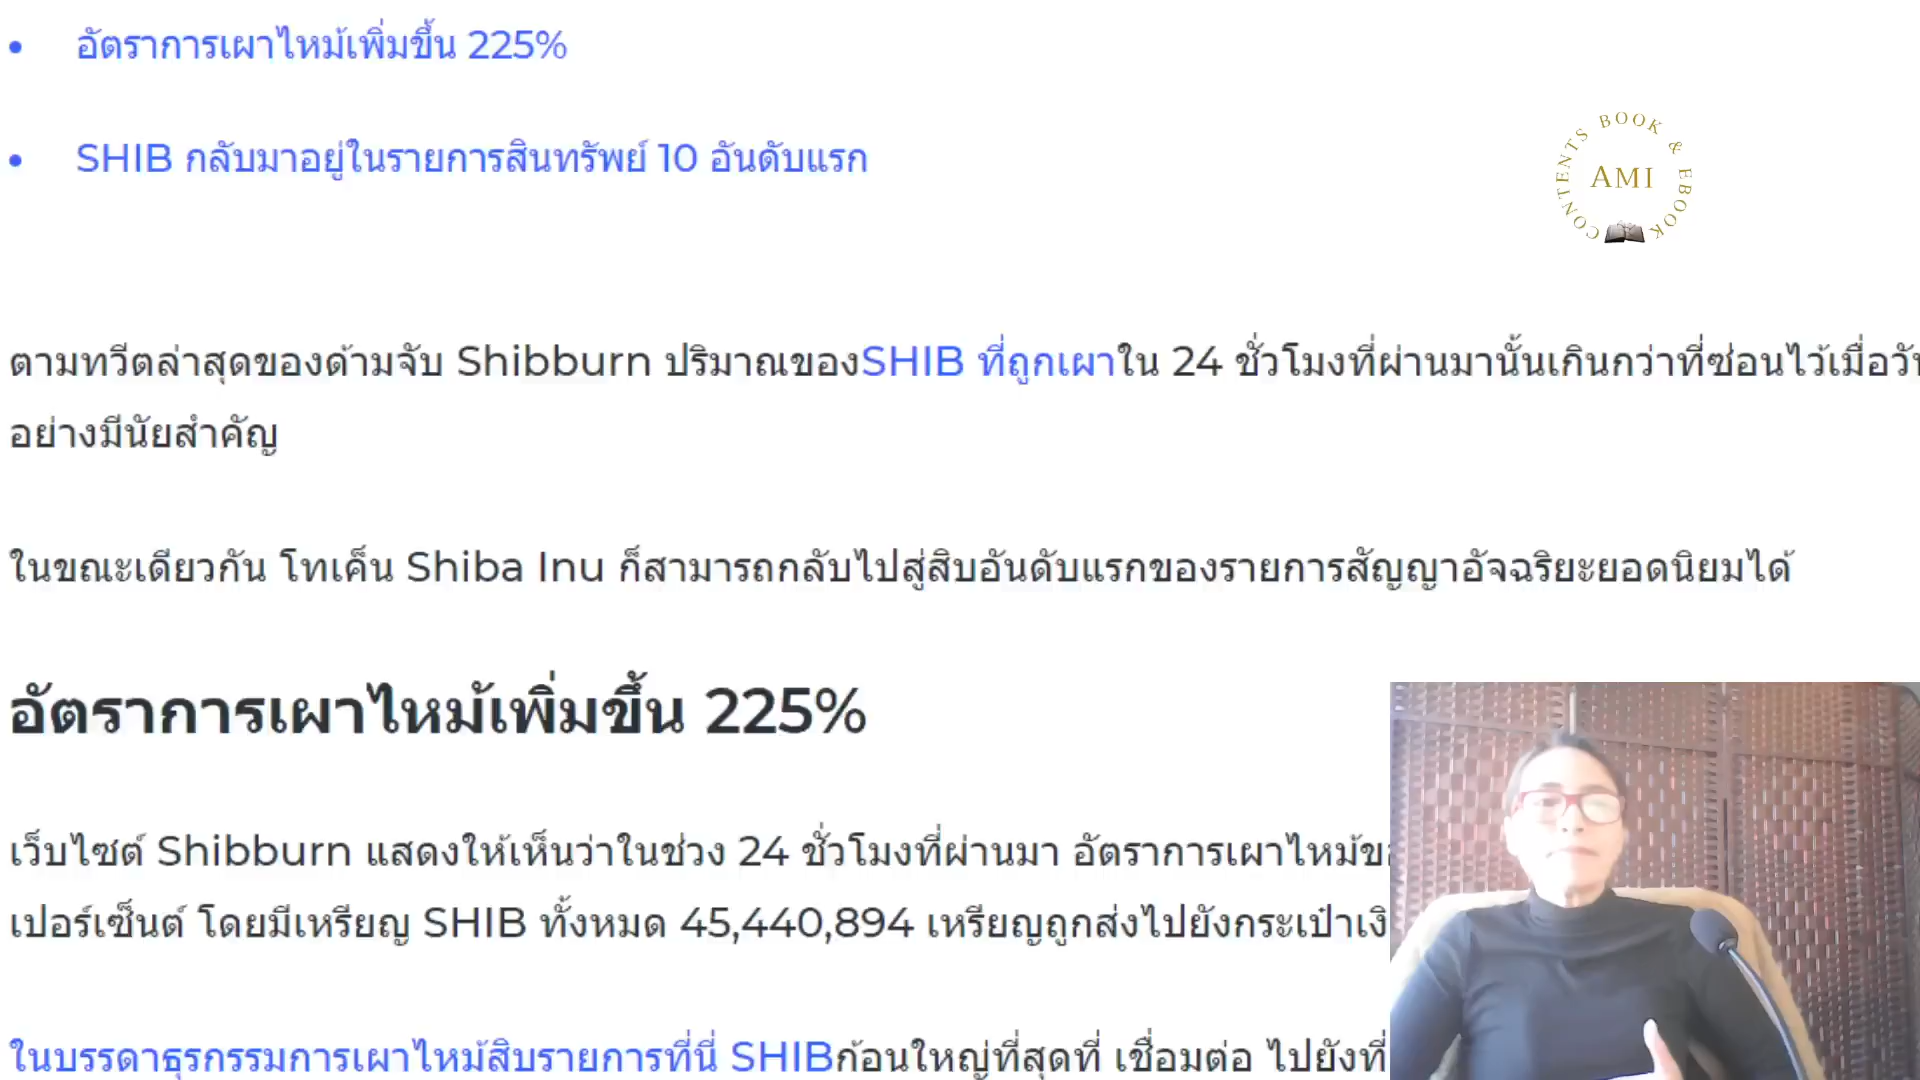 อัตราการเผาไหม้เพิ่มขึ้น 225%
SHIB กลับมาอยู่ในรายการสินทรัพย์ 10 อันดับแรก
CONTENTS BOOK & EBOOK
AMI
ตามทวีตล่าสุดของด้ามจับ Shibburn ปริมาณของSHIB ที่ถูกเผาใน 24 ชั่วโมงที่ผ่านมานั้นเกินกว่าที่ซ่อนไว้เมื่อวัน
อย่างมีนัยสำคัญ
ในขณะเดียวกัน โทเค็น Shiba Inu ก็สามารถกลับไปสู่สิบอันดับแรกของรายการสัญญาอัจฉริยะยอดนิยมได้
อัตราการเผาไหม้เพิ่มขึ้น 225%
เว็บไซต์ Shibburn แสดงให้เห็นว่าในช่วง 24 ชั่วโมงที่ผ่านมา อัตราการเผาไหม้ข
เปอร์เซ็นต์ โดยมีเหรียญ SHIB ทั้งหมด 45,440,894 เหรียญถูกส่งไปยังกระเป๋าเงิ
ในบรรดาธุรกรรมการเผาไหม้สิบรายการที่นี่ SHIBก้อนใหญ่ที่สุดที่ เชื่อมต่อ ไปยังที่